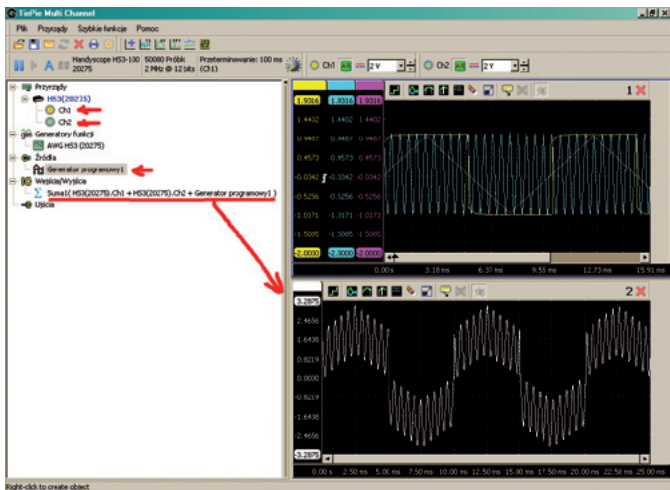 TiePie Multi Channel
Plik Przyrządy Szybkie funkcje Pomoc
Handyscope HS3-100 20275
50000 Próbki 2 MHz @ 12 bits
Przeterminowanie: 100 ms (CH1)
Ch1 2 V
Ch2 2 V
Przyrządy
HS3(20275)
Ch1
Ch2
Generatory funkcji
AWG HS3 (20275)
Źródła
Generator programowy1
Wejścia/Wyjścia
Suma1( HS3(20275).Ch1 + HS3(20275).Ch2 + Generator programowy1 )
Ujścia
1
1.9316 1.9316 1.9316
1.4402 1.4402 1.4402
0.9487 0.9487 0.9487
0.4573 0.4573 0.4573
-0.0342 -0.0342 -0.0342
-0.5256 -0.5256 -0.5256
-1.0171 -1.0171 -1.0171
-1.5085 -1.5085 -1.5085
-2.0000 -2.0000 -2.0000
0.00 s 3.18 ms 6.37 ms 9.55 ms 12.73 ms 15.91 ms
2
3.2875
2.4656
1.6438
0.8219
0.0000
-0.8219
-1.6438
-2.4656
-3.2875
0.00 s 2.50 ms 5.00 ms 7.50 ms 10.00 ms 12.50 ms 15.00 ms 17.50 ms 20.00 ms 22.50 ms 25.00 ms
Right-click to create object